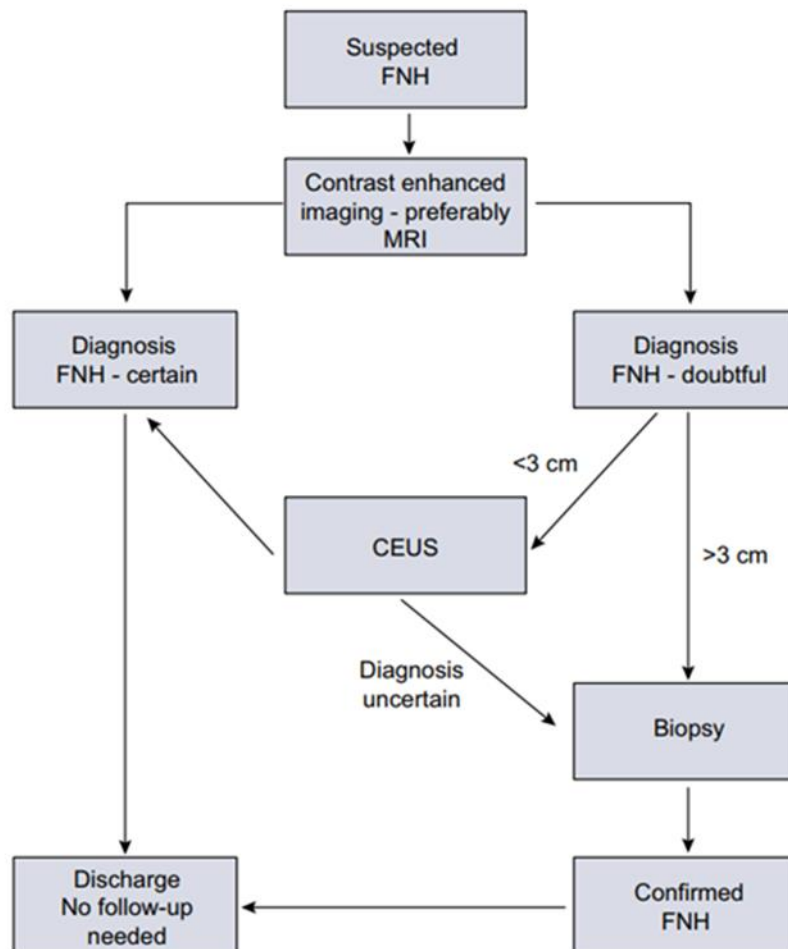 Suspected
FNH
Contrast enhanced
imaging - preferably
MRI
Diagnosis
FNH - certain
Diagnosis
FNH - doubtful
<3 cm
CEUS
>3 cm
Diagnosis
uncertain
Biopsy
Discharge
No follow-up
needed
Confirmed
FNH